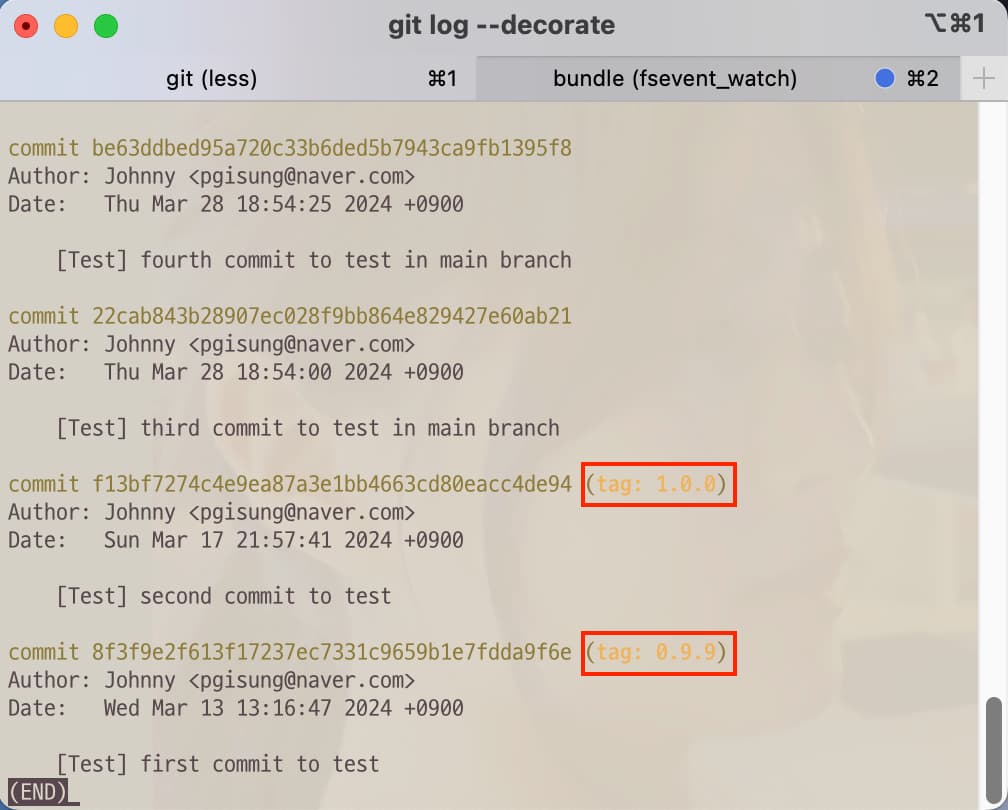 git log --decorate
⌥⌘1
git (less) ⌘1
bundle (fsevent_watch) ⌘2
commit be63ddbed95a720c33b6ded5b7943ca9fb1395f8
Author: Johnny <pgisung@naver.com>
Date:   Thu Mar 28 18:54:25 2024 +0900
[Test] fourth commit to test in main branch
commit 22cab843b28907ec028f9bb864e829427e60ab21
Author: Johnny <pgisung@naver.com>
Date:   Thu Mar 28 18:54:00 2024 +0900
[Test] third commit to test in main branch
commit f13bf7274c4e9ea87a3e1bb4663cd80eacc4de94 (tag: 1.0.0)
Author: Johnny <pgisung@naver.com>
Date:   Sun Mar 17 21:57:41 2024 +0900
[Test] second commit to test
commit 8f3f9e2f613f17237ec7331c9659b1e7fdda9f6e (tag: 0.9.9)
Author: Johnny <pgisung@naver.com>
Date:   Wed Mar 13 13:16:47 2024 +0900
[Test] first commit to test
(END)